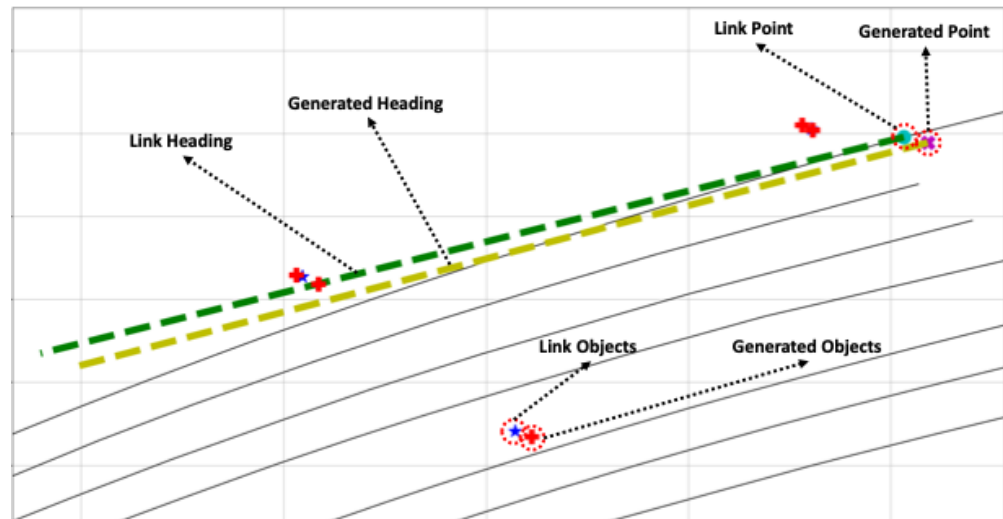 Link Point
Generated Point
Generated Heading
Link Heading
Link Objects
Generated Objects